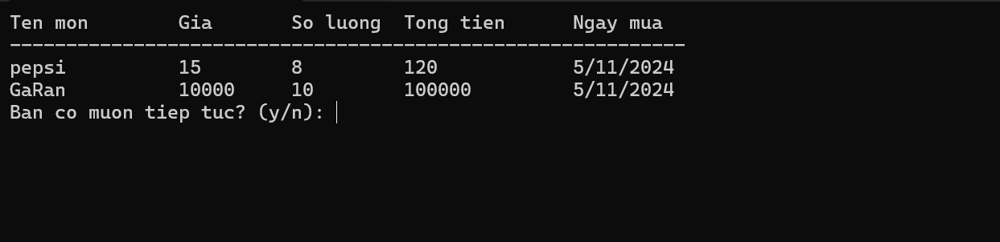 Ten mon        Gia       So luong  Tong tien      Ngay mua
------------------------------------------------------------
pepsi          15        8         120            5/11/2024
GaRan          10000     10        100000         5/11/2024
Ban co muon tiep tuc? (y/n):